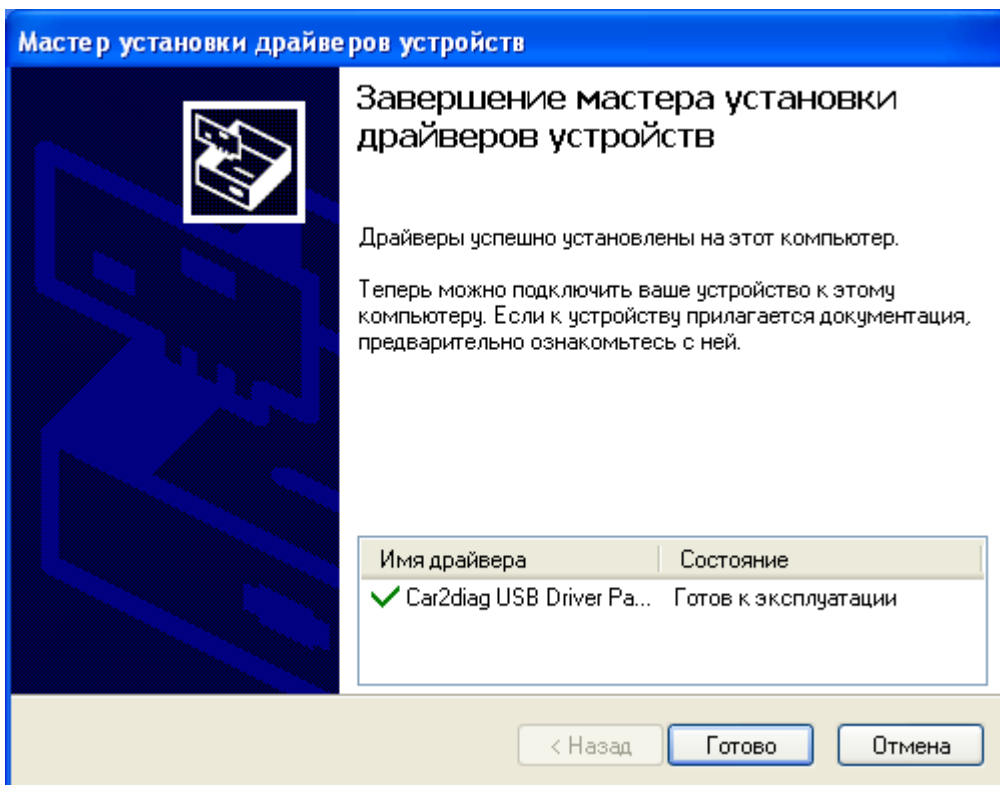 Мастер установки драйверов устройств
Завершение мастера установки
драйверов устройств
Драйверы успешно установлены на этот компьютер.
Теперь можно подключить ваше устройство к этому
компьютеру. Если к устройству прилагается документация,
предварительно ознакомьтесь с ней.
Имя драйвера Состояние
Car2diag USB Driver Pa... Готов к эксплуатации
< Назад Готово Отмена